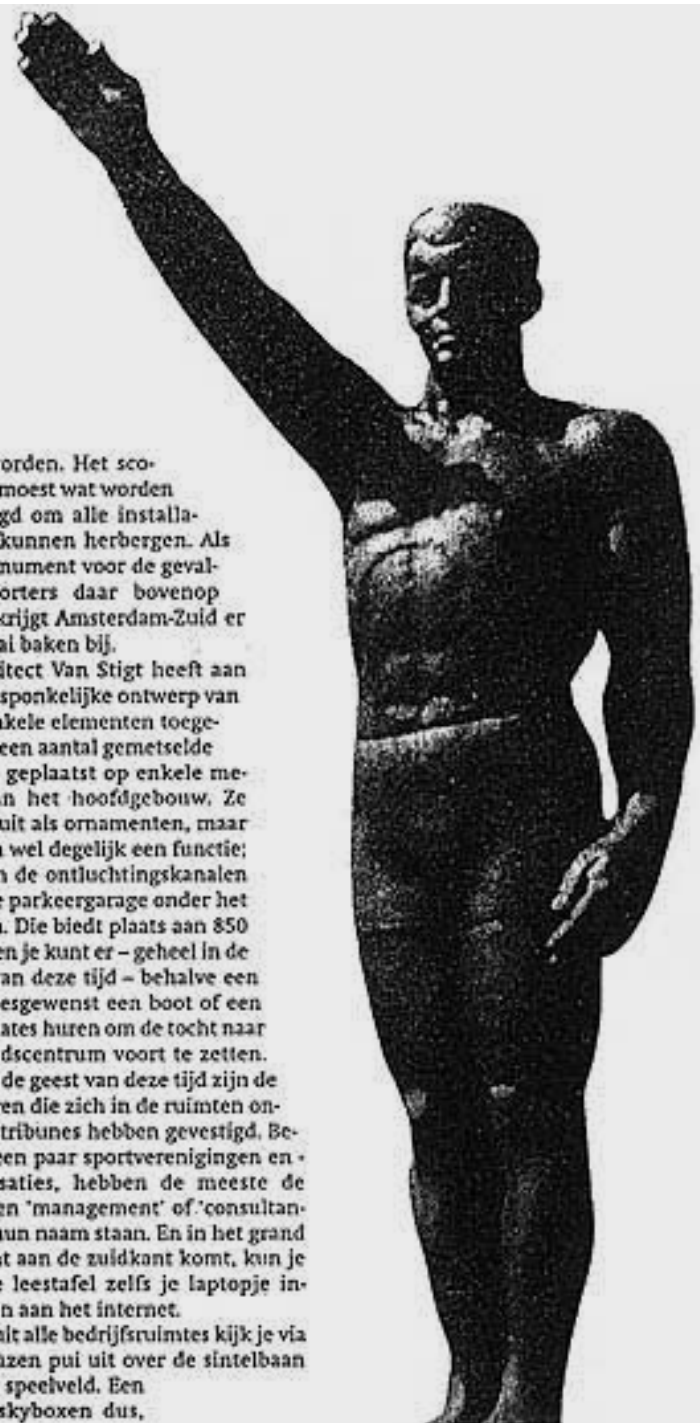 orden. Het sco-
moest wat worden
gd om alle installa-
kunnen herbergen. Als
nument voor de geval-
orters daar bovenop
krijgt Amsterdam-Zuid er
ai baken bij.
itect Van Stigt heeft aan
sponkelijke ontwerp van
nkele elementen toege-
een aantal gemetselde
geplaatst op enkele me-
n het hoofdgebouw. Ze
uit als ornamenten, maar
n wel degelijk een functie;
n de ontluchtingskanalen
e parkeergarage onder het
n. Die biedt plaats aan 850
en je kunt er – geheel in de
van deze tijd – behalve een
esgewenst een boot of een
ates huren om de tocht naar
dscentrum voort te zetten.
de geest van deze tijd zijn de
en die zich in de ruimten on-
tribunes hebben gevestigd. Be-
een paar sportverenigingen en -
saties, hebben de meeste de
en 'management' of 'consultan-
un naam staan. En in het grand
nt aan de zuidkant komt, kun je
e leestafel zelfs je laptopje in-
n aan het internet.
uit alle bedrijfsruimtes kijk je via
azen pui uit over de sintelbaan
speelveld. Een
skyboxen dus,